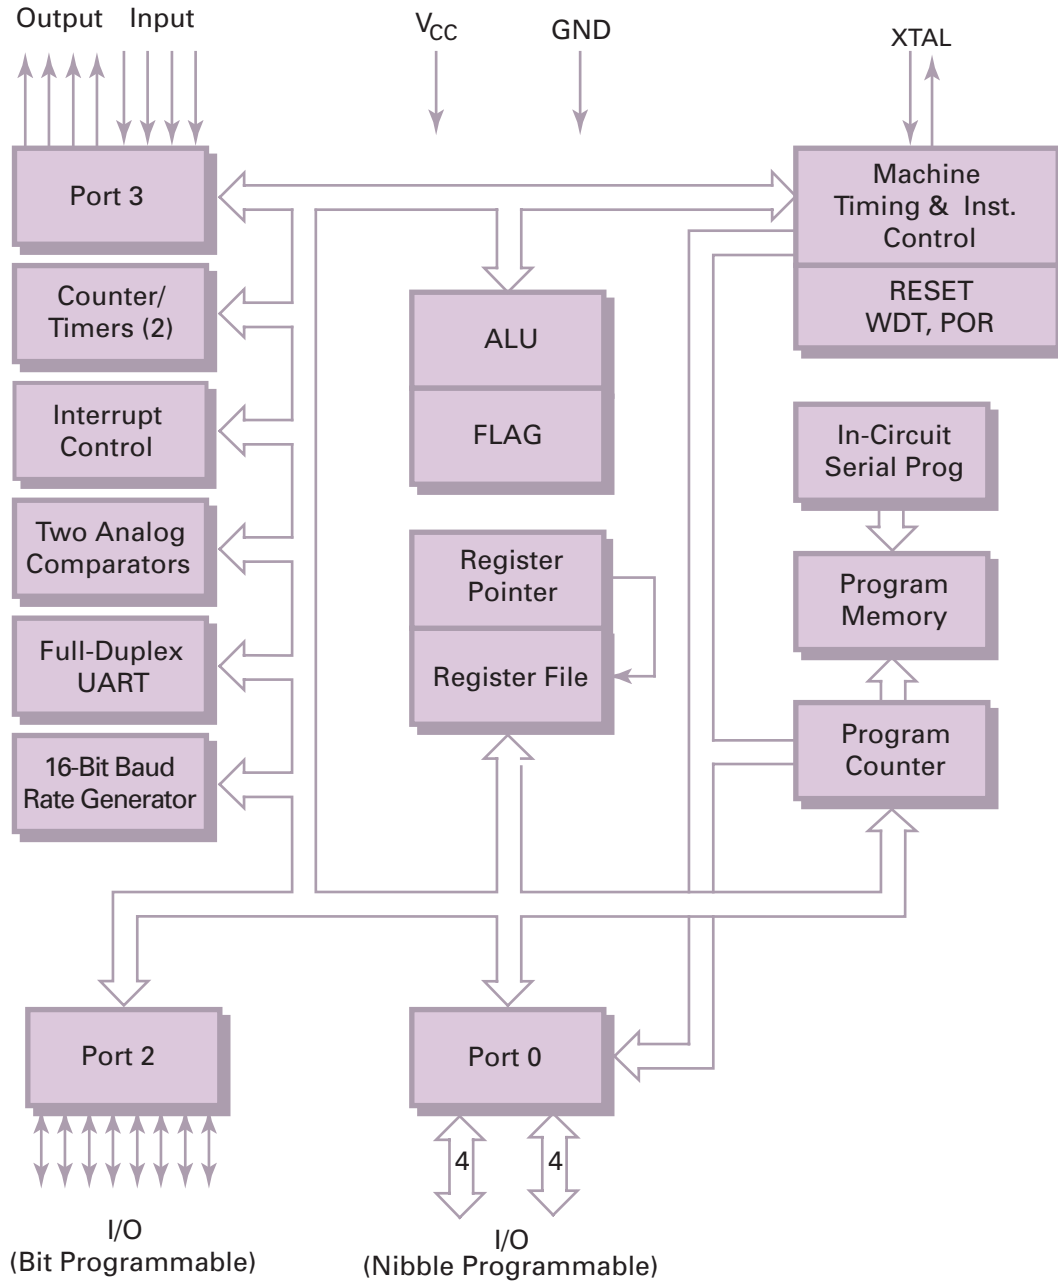 Output Input
VCC
GND
XTAL
Port 3
Machine
Timing & Inst.
Control
RESET
WDT, POR
Counter/
Timers (2)
ALU
FLAG
Interrupt
Control
In-Circuit
Serial Prog
Two Analog
Comparators
Register
Pointer
Register File
Program
Memory
Full-Duplex
UART
Program
Counter
16-Bit Baud
Rate Generator
Port 2
Port 0
4
4
I/O
(Bit Programmable)
I/O
(Nibble Programmable)